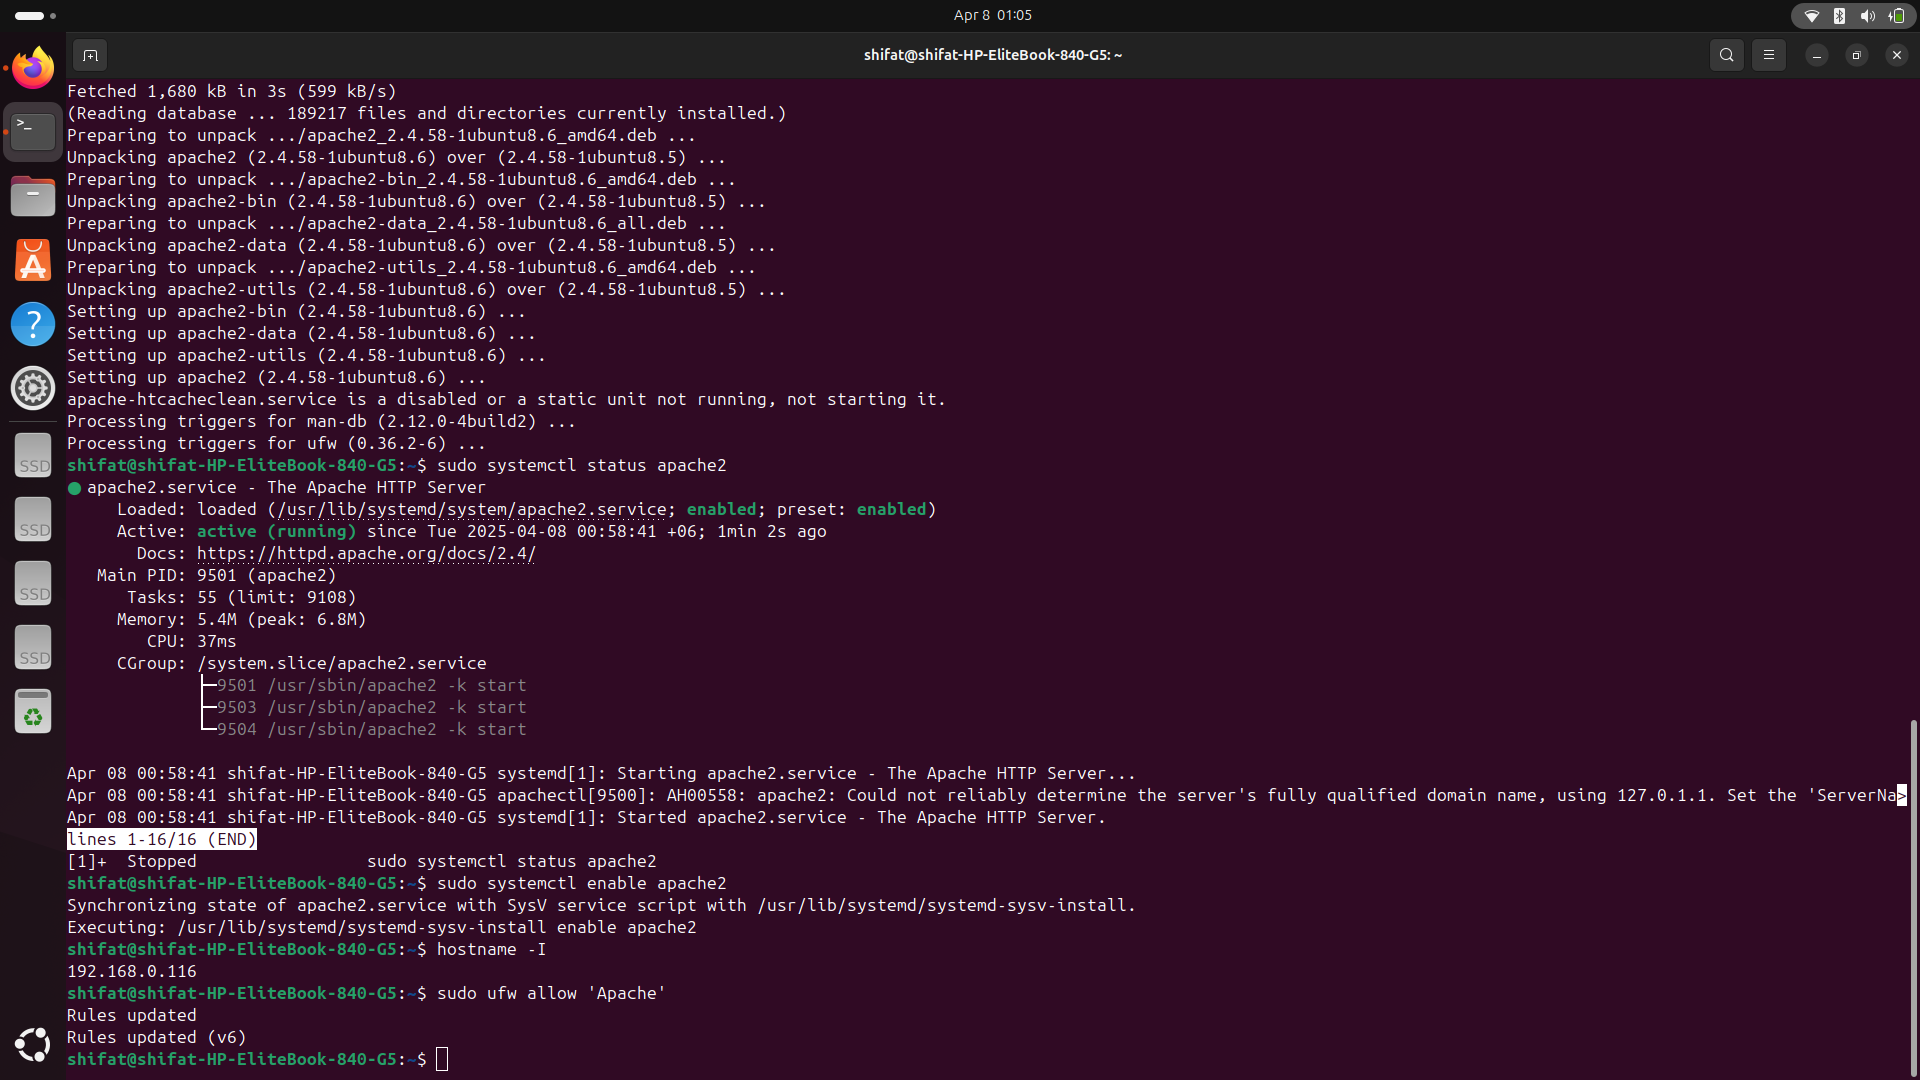 Apr 8 01:05
shifat@shifat-HP-EliteBook-840-G5: ~
Fetched 1,680 kB in 3s (599 kB/s)
(Reading database ... 189217 files and directories currently installed.)
Preparing to unpack .../apache2_2.4.58-1ubuntu8.6_amd64.deb ...
Unpacking apache2 (2.4.58-1ubuntu8.6) over (2.4.58-1ubuntu8.5) ...
Preparing to unpack .../apache2-bin_2.4.58-1ubuntu8.6_amd64.deb ...
Unpacking apache2-bin (2.4.58-1ubuntu8.6) over (2.4.58-1ubuntu8.5) ...
Preparing to unpack .../apache2-data_2.4.58-1ubuntu8.6_all.deb ...
Unpacking apache2-data (2.4.58-1ubuntu8.6) over (2.4.58-1ubuntu8.5) ...
Preparing to unpack .../apache2-utils_2.4.58-1ubuntu8.6_amd64.deb ...
Unpacking apache2-utils (2.4.58-1ubuntu8.6) over (2.4.58-1ubuntu8.5) ...
Setting up apache2-bin (2.4.58-1ubuntu8.6) ...
Setting up apache2-data (2.4.58-1ubuntu8.6) ...
Setting up apache2-utils (2.4.58-1ubuntu8.6) ...
Setting up apache2 (2.4.58-1ubuntu8.6) ...
apache-htcacheclean.service is a disabled or a static unit not running, not starting it.
Processing triggers for man-db (2.12.0-4build2) ...
Processing triggers for ufw (0.36.2-6) ...
shifat@shifat-HP-EliteBook-840-G5:~$ sudo systemctl status apache2
● apache2.service - The Apache HTTP Server
Loaded: loaded (/usr/lib/systemd/system/apache2.service; enabled; preset: enabled)
Active: active (running) since Tue 2025-04-08 00:58:41 +06; 1min 2s ago
Docs: https://httpd.apache.org/docs/2.4/
Main PID: 9501 (apache2)
Tasks: 55 (limit: 9108)
Memory: 5.4M (peak: 6.8M)
CPU: 37ms
CGroup: /system.slice/apache2.service
├─9501 /usr/sbin/apache2 -k start
├─9503 /usr/sbin/apache2 -k start
└─9504 /usr/sbin/apache2 -k start
Apr 08 00:58:41 shifat-HP-EliteBook-840-G5 systemd[1]: Starting apache2.service - The Apache HTTP Server...
Apr 08 00:58:41 shifat-HP-EliteBook-840-G5 apachectl[9500]: AH00558: apache2: Could not reliably determine the server's fully qualified domain name, using 127.0.1.1. Set the 'ServerNa>
Apr 08 00:58:41 shifat-HP-EliteBook-840-G5 systemd[1]: Started apache2.service - The Apache HTTP Server.
lines 1-16/16 (END)
[1]+  Stopped                 sudo systemctl status apache2
shifat@shifat-HP-EliteBook-840-G5:~$ sudo systemctl enable apache2
Synchronizing state of apache2.service with SysV service script with /usr/lib/systemd/systemd-sysv-install.
Executing: /usr/lib/systemd/systemd-sysv-install enable apache2
shifat@shifat-HP-EliteBook-840-G5:~$ hostname -I
192.168.0.116
shifat@shifat-HP-EliteBook-840-G5:~$ sudo ufw allow 'Apache'
Rules updated
Rules updated (v6)
shifat@shifat-HP-EliteBook-840-G5:~$
SSD
SSD
SSD
SSD